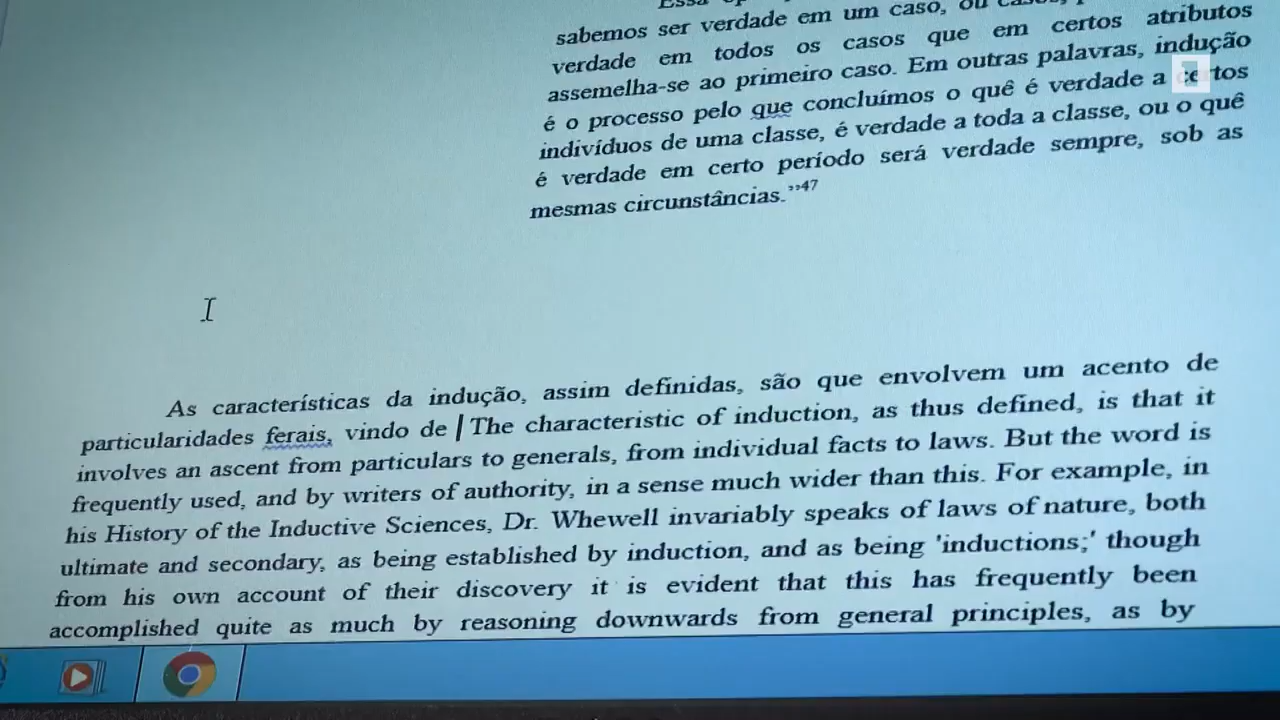 sabemos ser verdade em um caso, ou
verdade em todos os casos que em certos atributos
assemelha-se ao primeiro caso. Em outras palavras, indução
é o processo pelo que concluímos o quê é verdade a certos
indivíduos de uma classe, é verdade a toda a classe, ou o quê
é verdade em certo período será verdade sempre, sob as
mesmas circunstâncias.”47
As características da indução, assim definidas, são que envolvem um acento de
particularidades ferais, vindo de The characteristic of induction, as thus defined, is that it
involves an ascent from particulars to generals, from individual facts to laws. But the word is
frequently used, and by writers of authority, in a sense much wider than this. For example, in
his History of the Inductive Sciences, Dr. Whewell invariably speaks of laws of nature, both
ultimate and secondary, as being established by induction, and as being 'inductions;' though
from his own account of their discovery it is evident that this has frequently been
accomplished quite as much by reasoning downwards from general principles, as by